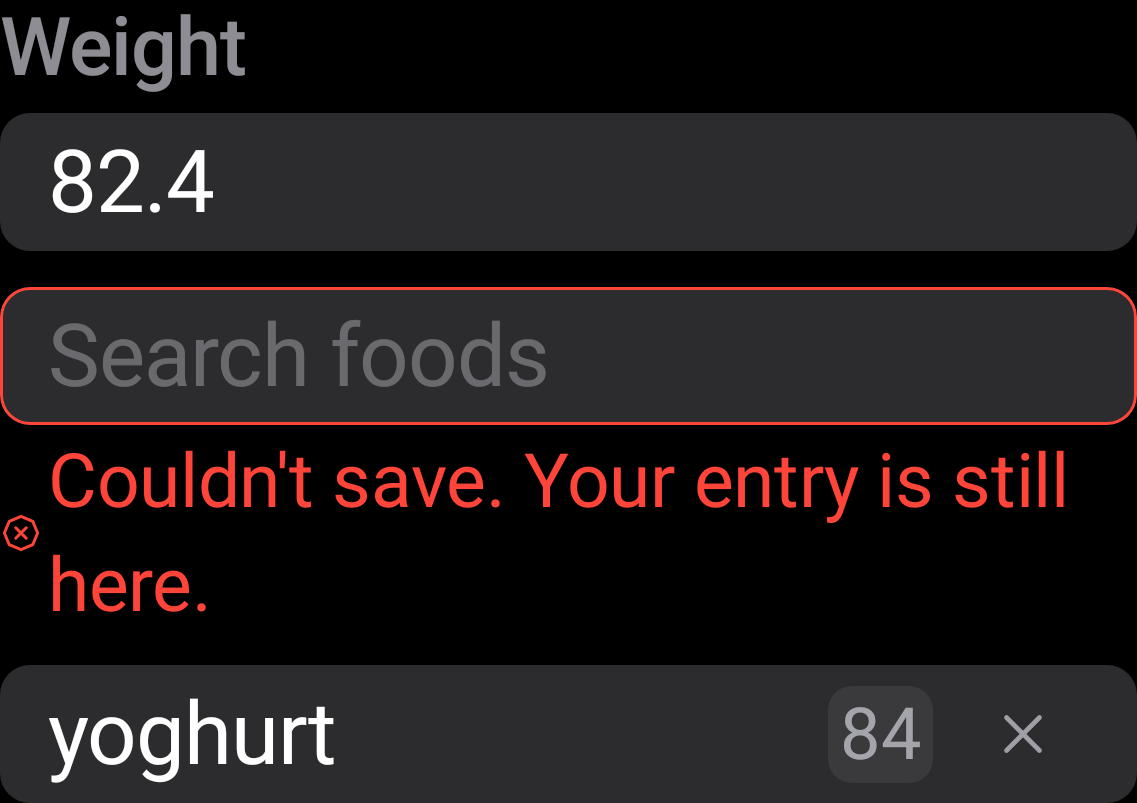 Weight
82.4
Search foods
Couldn't save. Your entry is still
here.
yoghurt 84